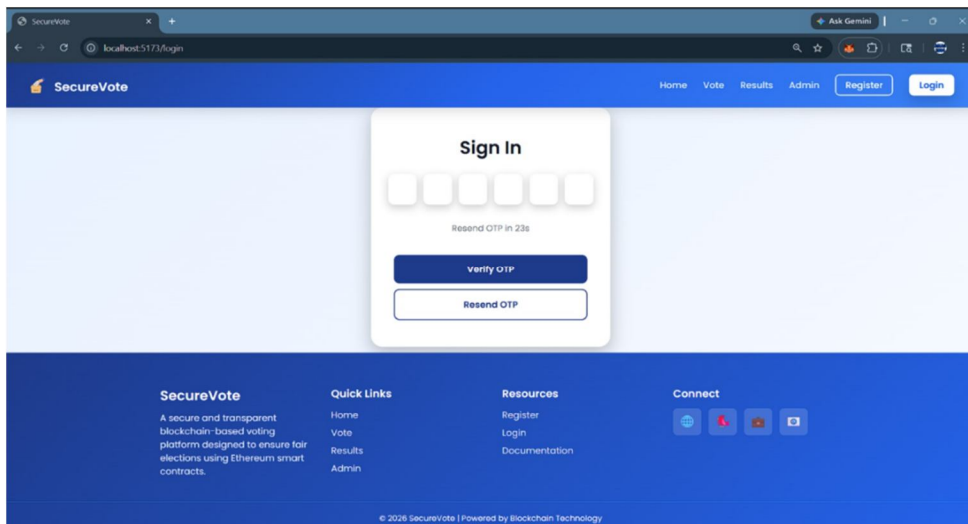 SecureVote
Ask Gemini
localhost:5173/login
SecureVote
Home
Vote
Results
Admin
Register
Login
Sign In
Resend OTP in 23s
Verify OTP
Resend OTP
SecureVote
A secure and transparent
blockchain-based voting
platform designed to ensure fair
elections using Ethereum smart
contracts.
Quick Links
Home
Vote
Results
Admin
Resources
Register
Login
Documentation
Connect
© 2026 SecureVote | Powered by Blockchain Technology